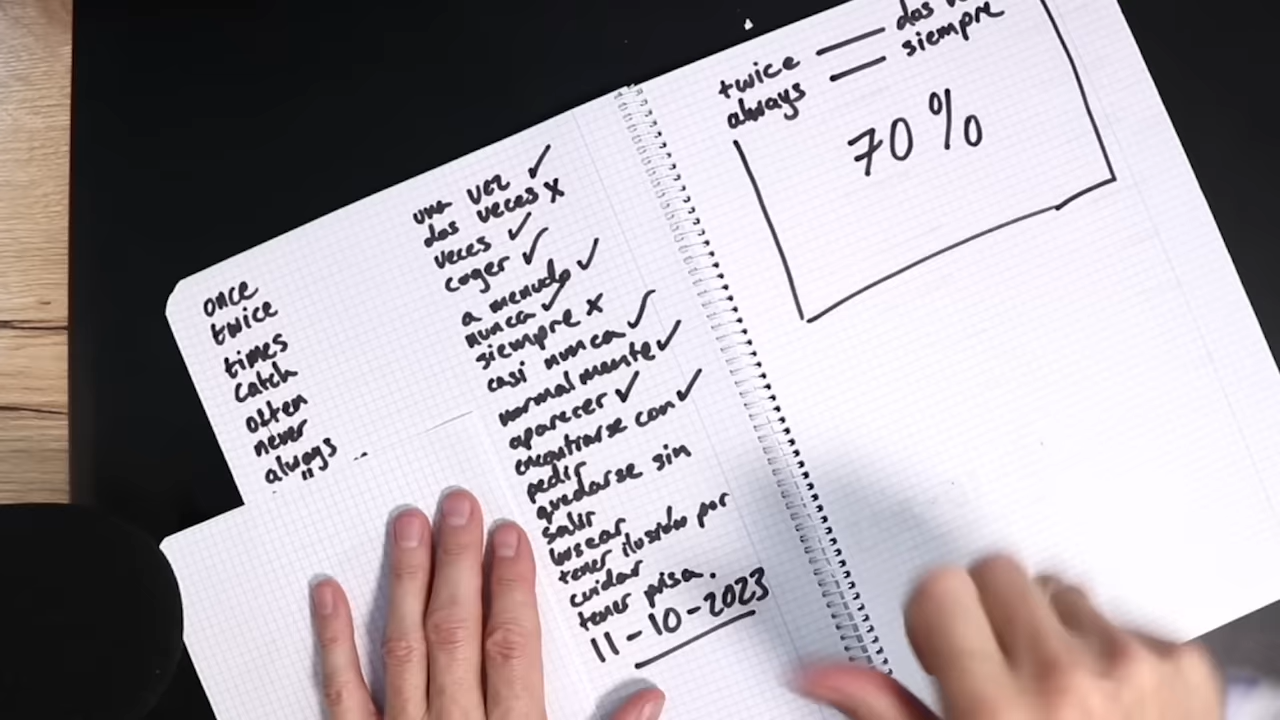 once
twice
times
catch
often
never
always
"
una vez ✓
dos veces x
veces ✓
coger ✓
a menudo ✓
nunca ✓
siempre x
casi nunca ✓
normalmente ✓
aparecer ✓
encontrarse con ✓
pedir
quedarse sin
salir
buscar
tener ilusión por
cuidar
tener prisa.
11-10-2023
twice — dos
always — siempre
70%